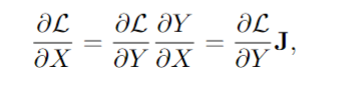 ∂ℒ/∂X = ∂ℒ/∂Y ∂Y/∂X = ∂ℒ/∂Y 𝐉,